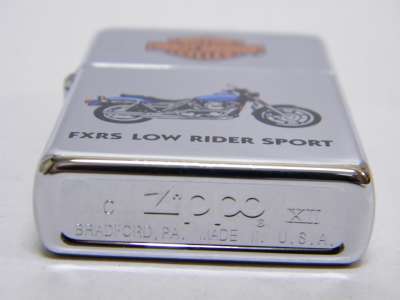 FXRS LOW RIDER SPORT
C Zippo® XII
BRADFORD, PA. MADE IN U.S.A.